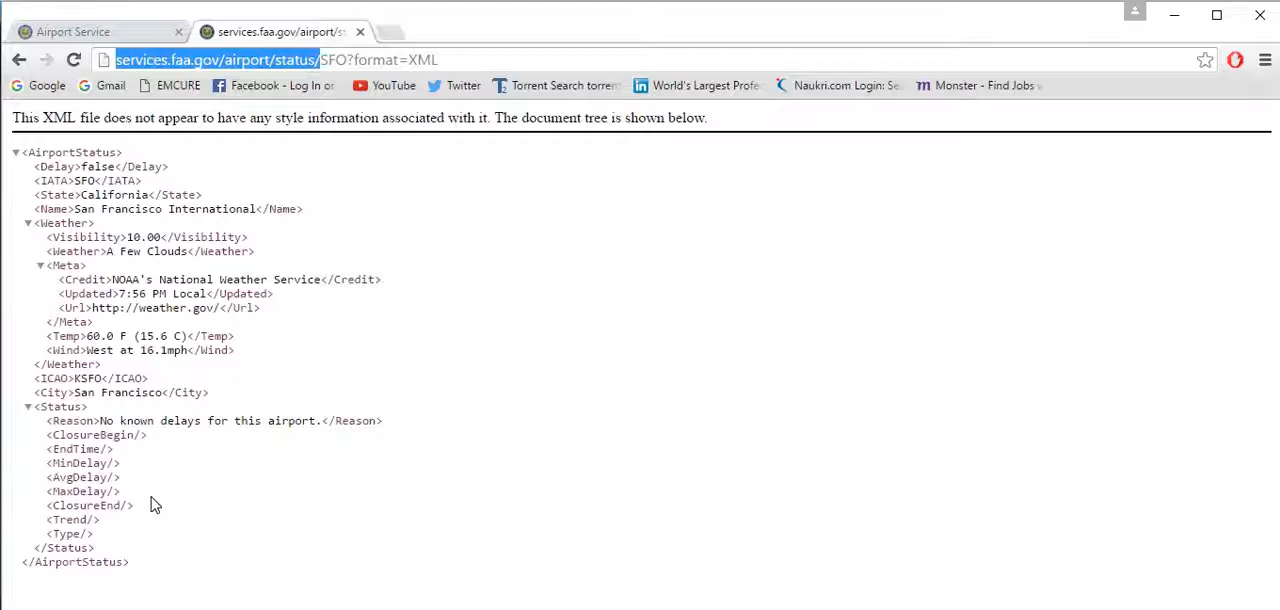 Airport Service
services.faa.gov/airport/st
services.faa.gov/airport/status/SFO?format=XML
Google Gmail EMCURE Facebook - Log In or YouTube Twitter Torrent Search torren World's Largest Profe Naukri.com Login: Se Monster - Find Jobs
This XML file does not appear to have any style information associated with it. The document tree is shown below.
▼<AirportStatus>
<Delay>false</Delay>
<IATA>SFO</IATA>
<State>California</State>
<Name>San Francisco International</Name>
▼<Weather>
<Visibility>10.00</Visibility>
<Weather>A Few Clouds</Weather>
▼<Meta>
<Credit>NOAA's National Weather Service</Credit>
<Updated>7:56 PM Local</Updated>
<Url>http://weather.gov/</Url>
</Meta>
<Temp>60.0 F (15.6 C)</Temp>
<Wind>West at 16.1mph</Wind>
</Weather>
<ICAO>KSFO</ICAO>
<City>San Francisco</City>
▼<Status>
<Reason>No known delays for this airport.</Reason>
<ClosureBegin/>
<EndTime/>
<MinDelay/>
<AvgDelay/>
<MaxDelay/>
<ClosureEnd/>
<Trend/>
<Type/>
</Status>
</AirportStatus>